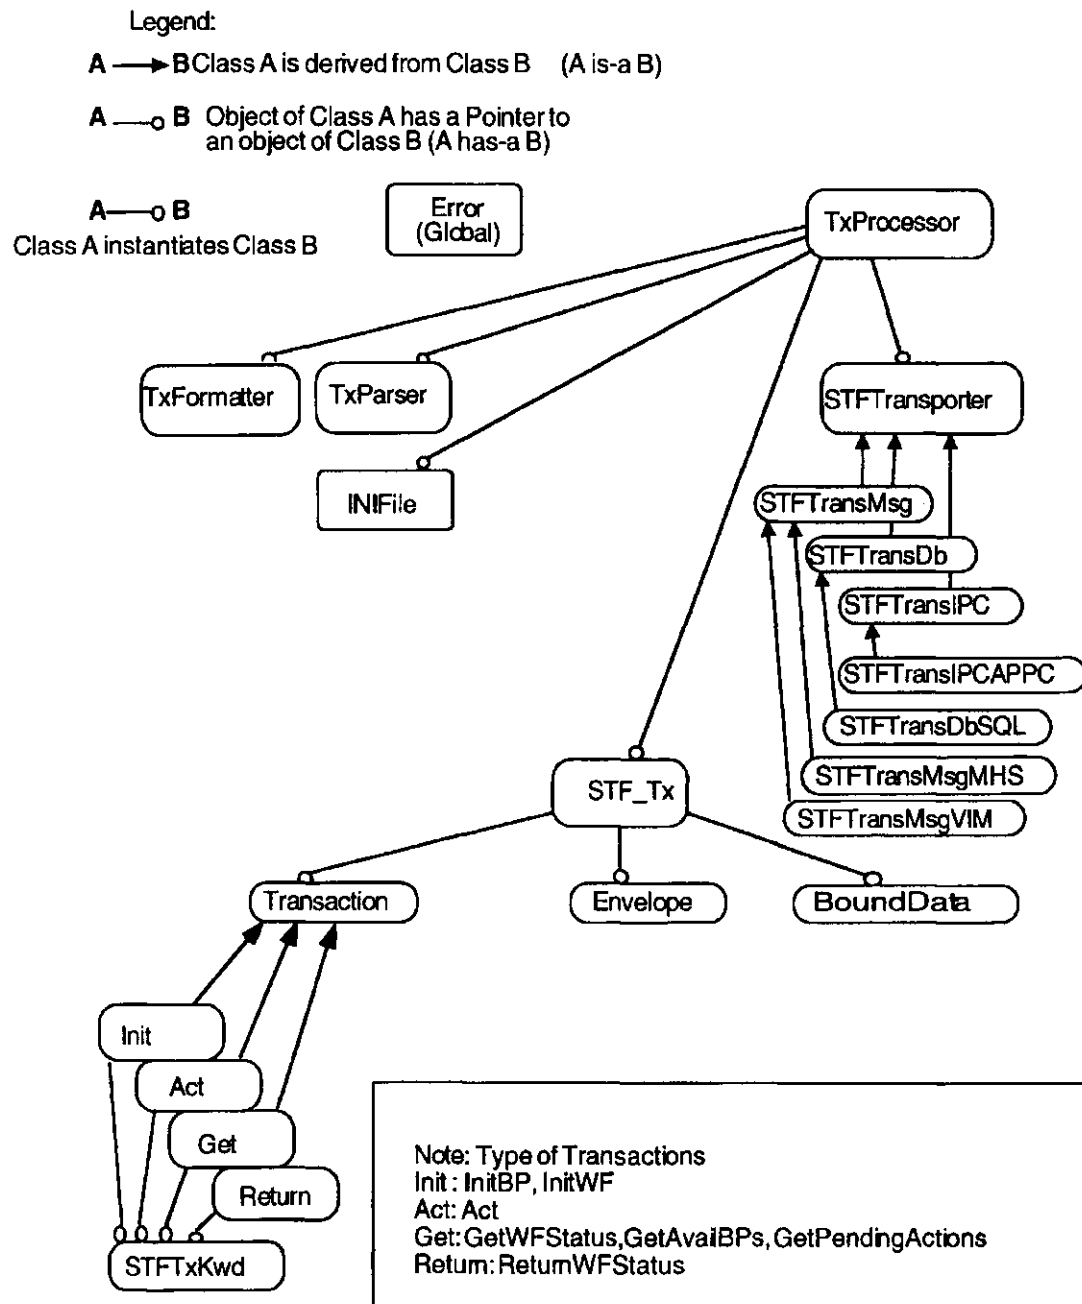 Legend:
A B Class A is derived from Class B (A is-a B)
A B Object of Class A has a Pointer to
an object of Class B (A has-a B)
A B
Class A instantiates Class B
Error
(Global)
TxProcessor
TxFormatter
TxParser
STFTransporter
INIFile
STFTransMsg
STFTransDb
STFTransIPC
STFTransIPCAPPC
STFTransDbSQL
STFTransMsgMHS
STFTransMsgVIM
STF_Tx
Transaction
Envelope
BoundData
Init
Act
Get
Return
STFTxKwd
Note: Type of Transactions
Init : InitBP, InitWF
Act: Act
Get: GetWFStatus,GetAvailBPs, GetPendingActions
Return: ReturnWFStatus